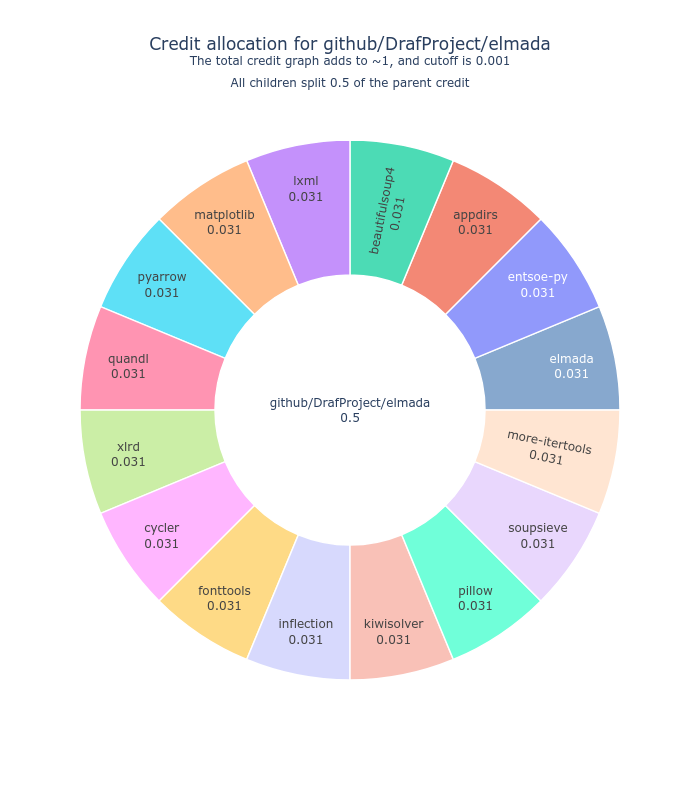 Credit allocation for github/DrafProject/elmada
The total credit graph adds to ~1, and cutoff is 0.001
All children split 0.5 of the parent credit
lxml
0.031
beautifulsoup4
0.031
matplotlib
0.031
appdirs
0.031
pyarrow
0.031
entsoe-py
0.031
quandl
0.031
elmada
0.031
github/DrafProject/elmada
0.5
xlrd
0.031
more-itertools
0.031
cycler
0.031
soupsieve
0.031
fonttools
0.031
pillow
0.031
inflection
0.031
kiwisolver
0.031